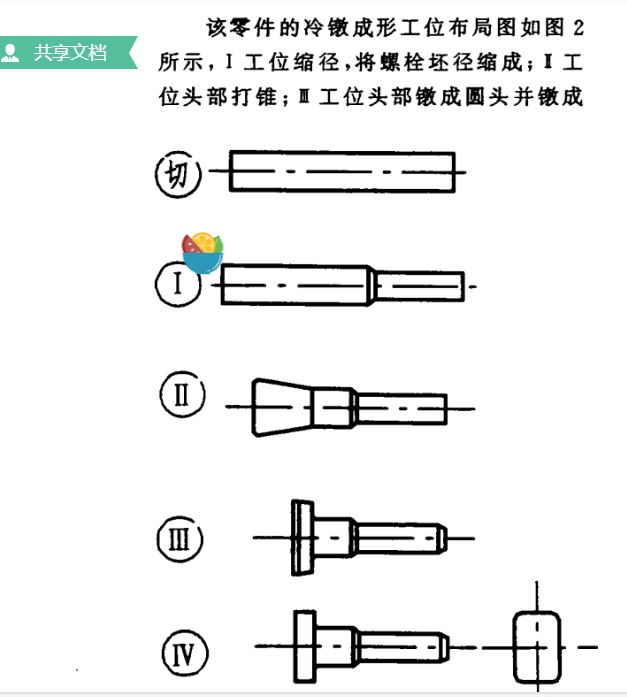 共享文档
该零件的冷镦成形工位布局图如图2
所示，Ⅰ工位缩径，将螺栓坯径缩成；Ⅱ工
位头部打锥；Ⅲ工位头部镦成圆头并镦成
切
Ⅰ
Ⅱ
Ⅲ
Ⅳ